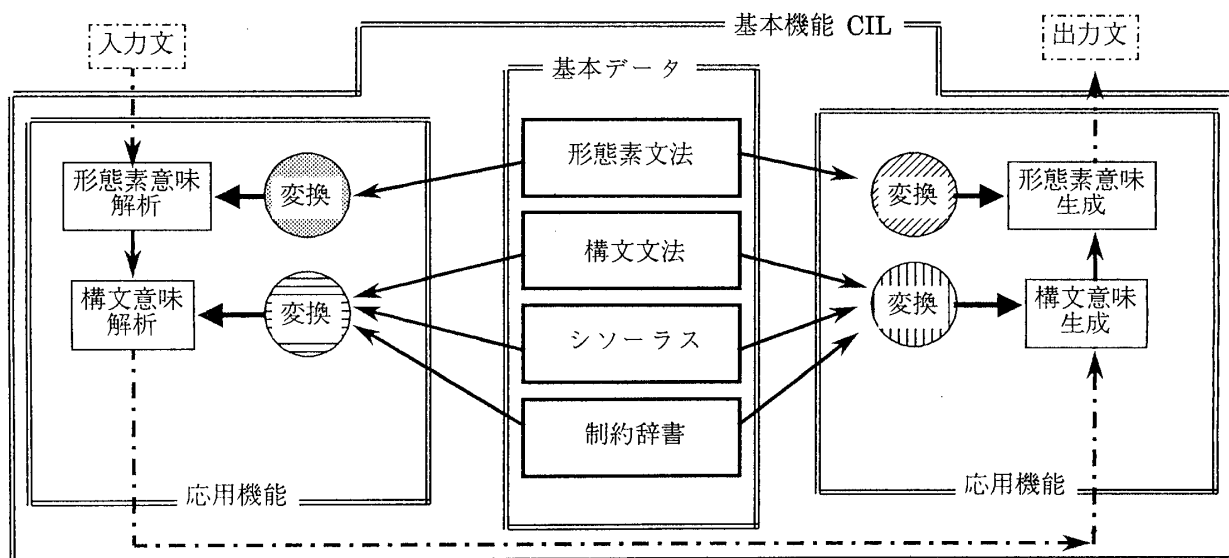 入力文
基本機能 CIL
出力文
基本データ
形態素意味
解析
変換
構文意味
解析
変換
応用機能
形態素文法
構文文法
シソーラス
制約辞書
変換
形態素意味
生成
変換
構文意味
生成
応用機能